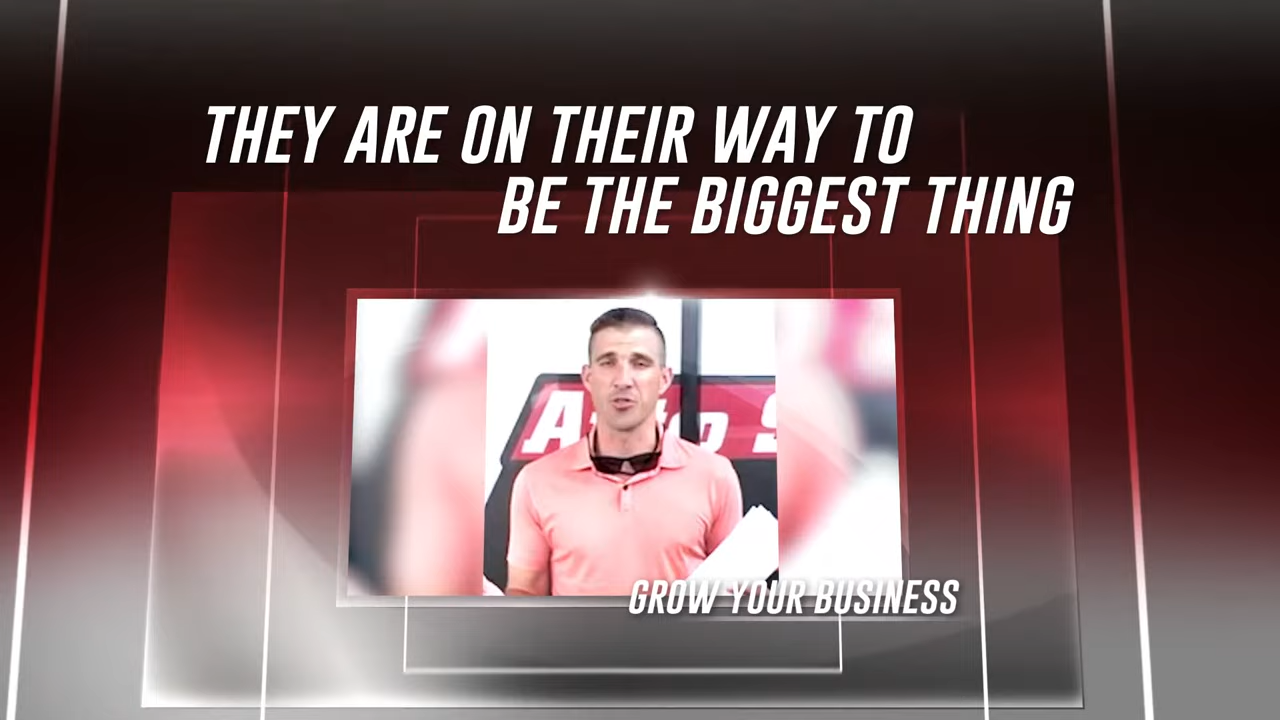 THEY ARE ON THEIR WAY TO
BE THE BIGGEST THING
GROW YOUR BUSINESS